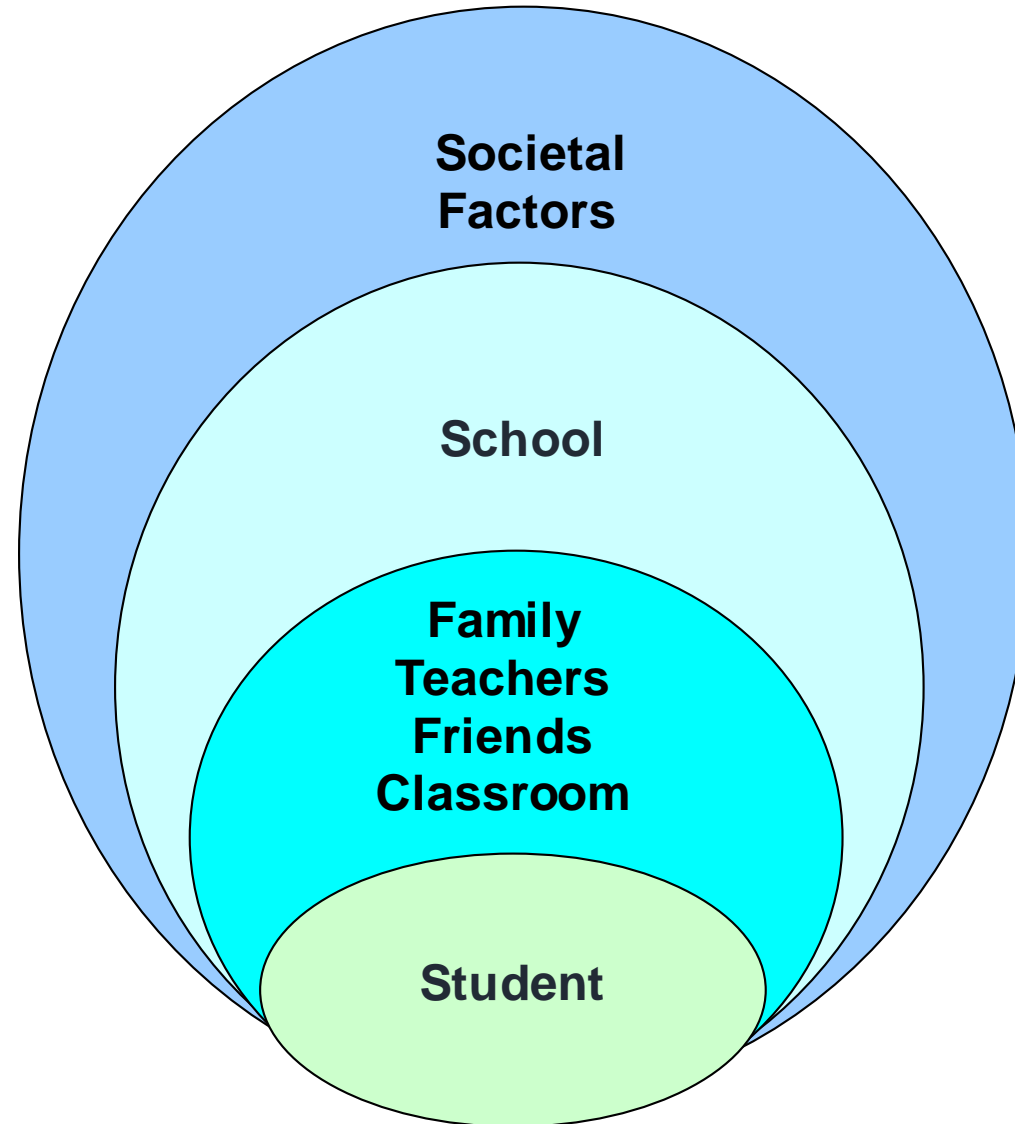 Societal
Factors
School
Family
Teachers
Friends
Classroom
Student